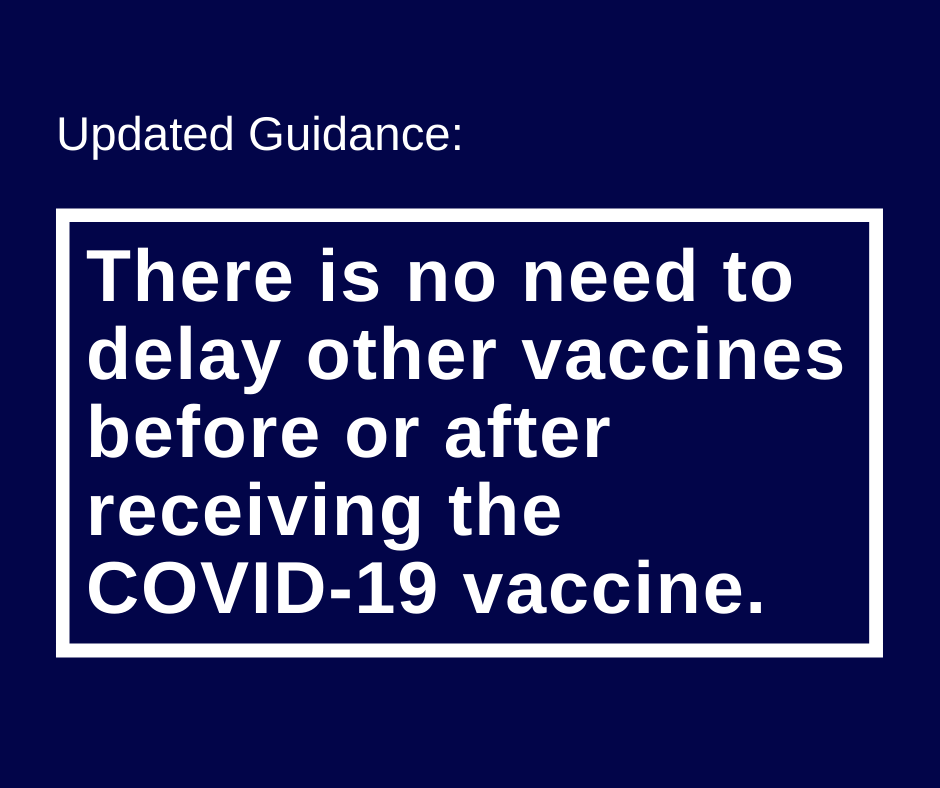 Updated Guidance:
There is no need to
delay other vaccines
before or after
receiving the
COVID-19 vaccine.